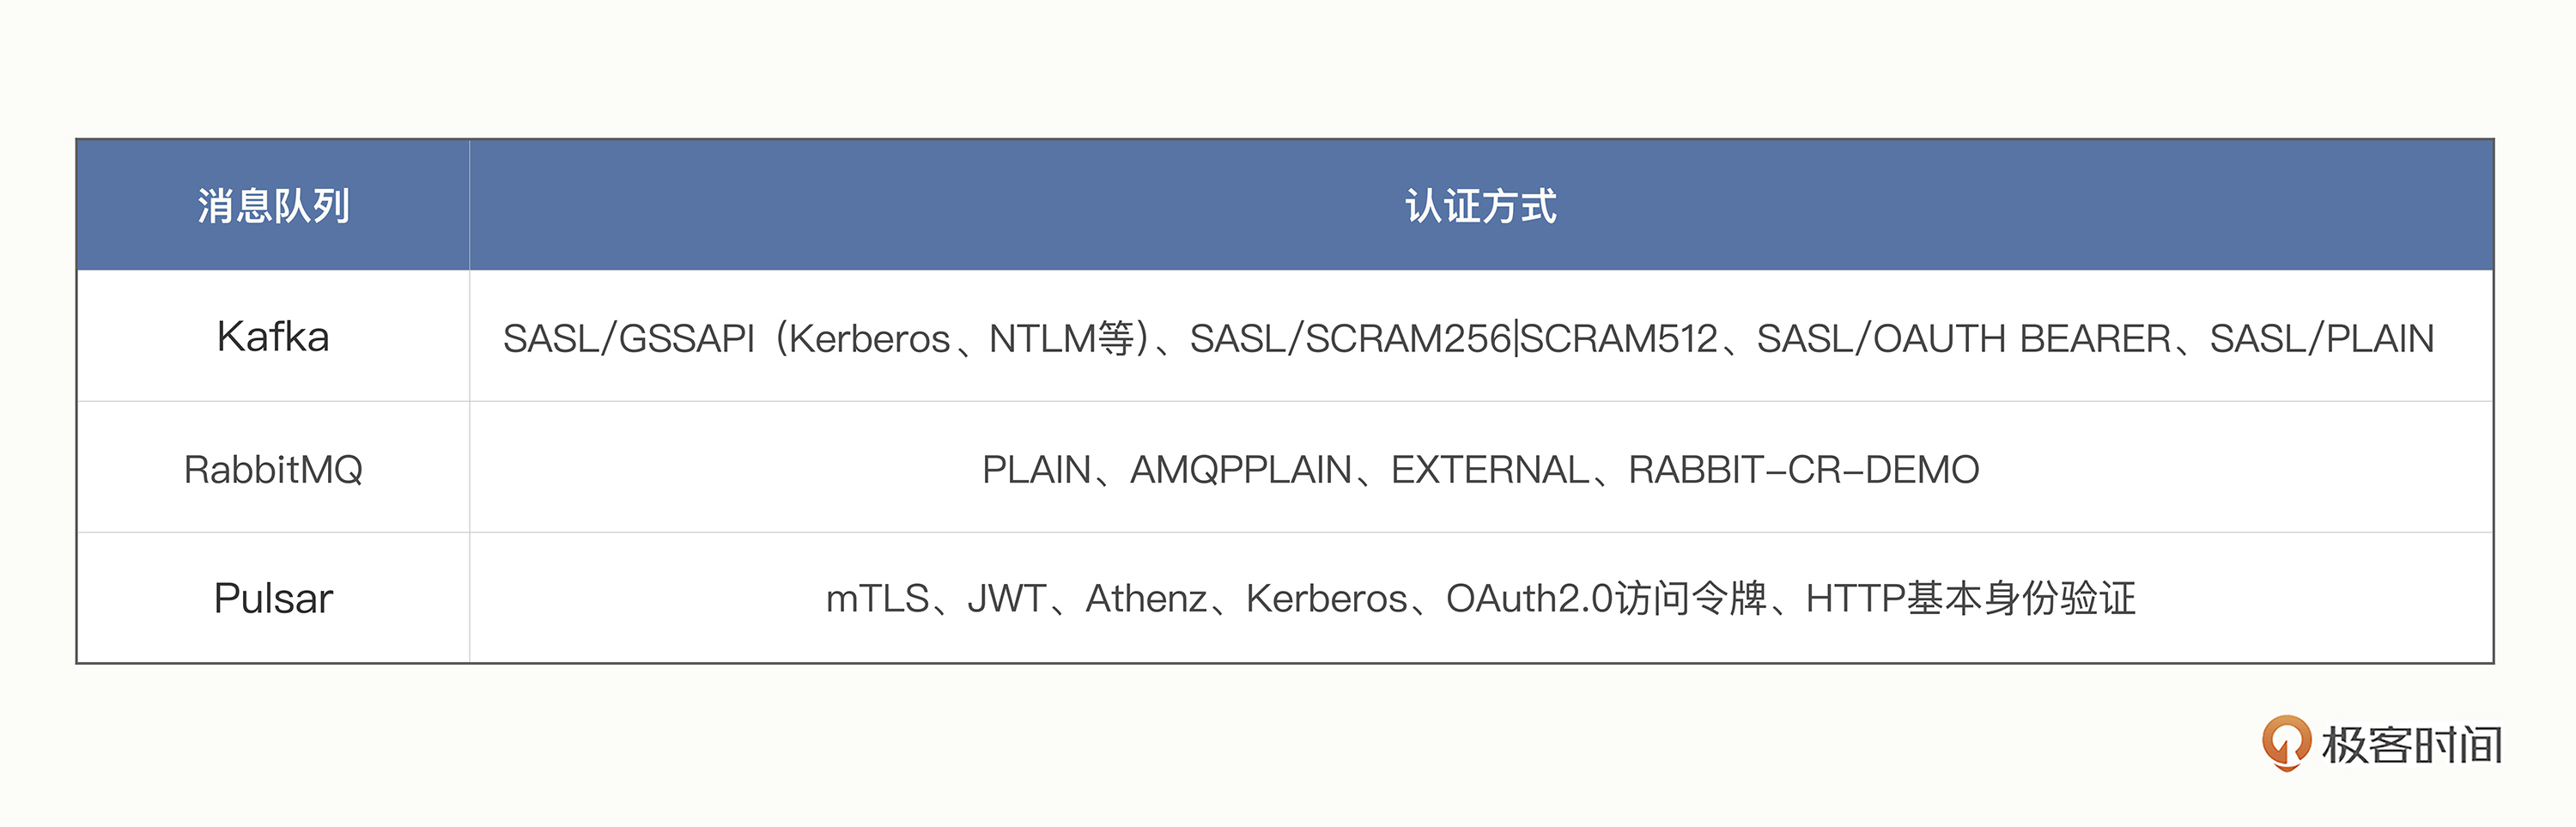 消息队列 认证方式
Kafka SASL/GSSAPI（Kerberos、NTLM等）、SASL/SCRAM256|SCRAM512、SASL/OAUTH BEARER、SASL/PLAIN
RabbitMQ PLAIN、AMQPPLAIN、EXTERNAL、RABBIT-CR-DEMO
Pulsar mTLS、JWT、Athenz、Kerberos、OAuth2.0访问令牌、HTTP基本身份验证
极客时间